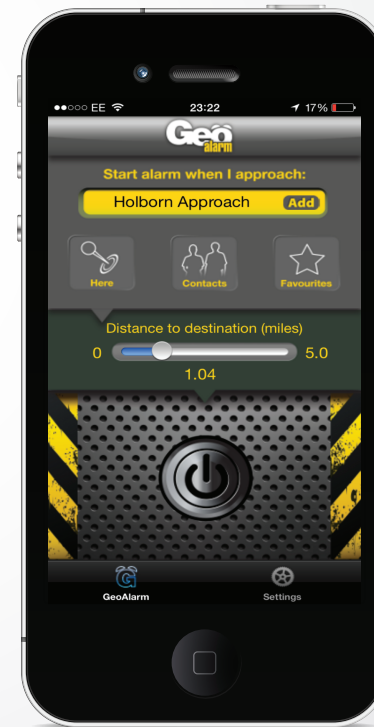 EE 23:22 17%
Geo
alarm
Start alarm when I approach:
Holborn Approach Add
Here Contacts Favourites
Distance to destination (miles)
0 5.0
1.04
G
GeoAlarm Settings